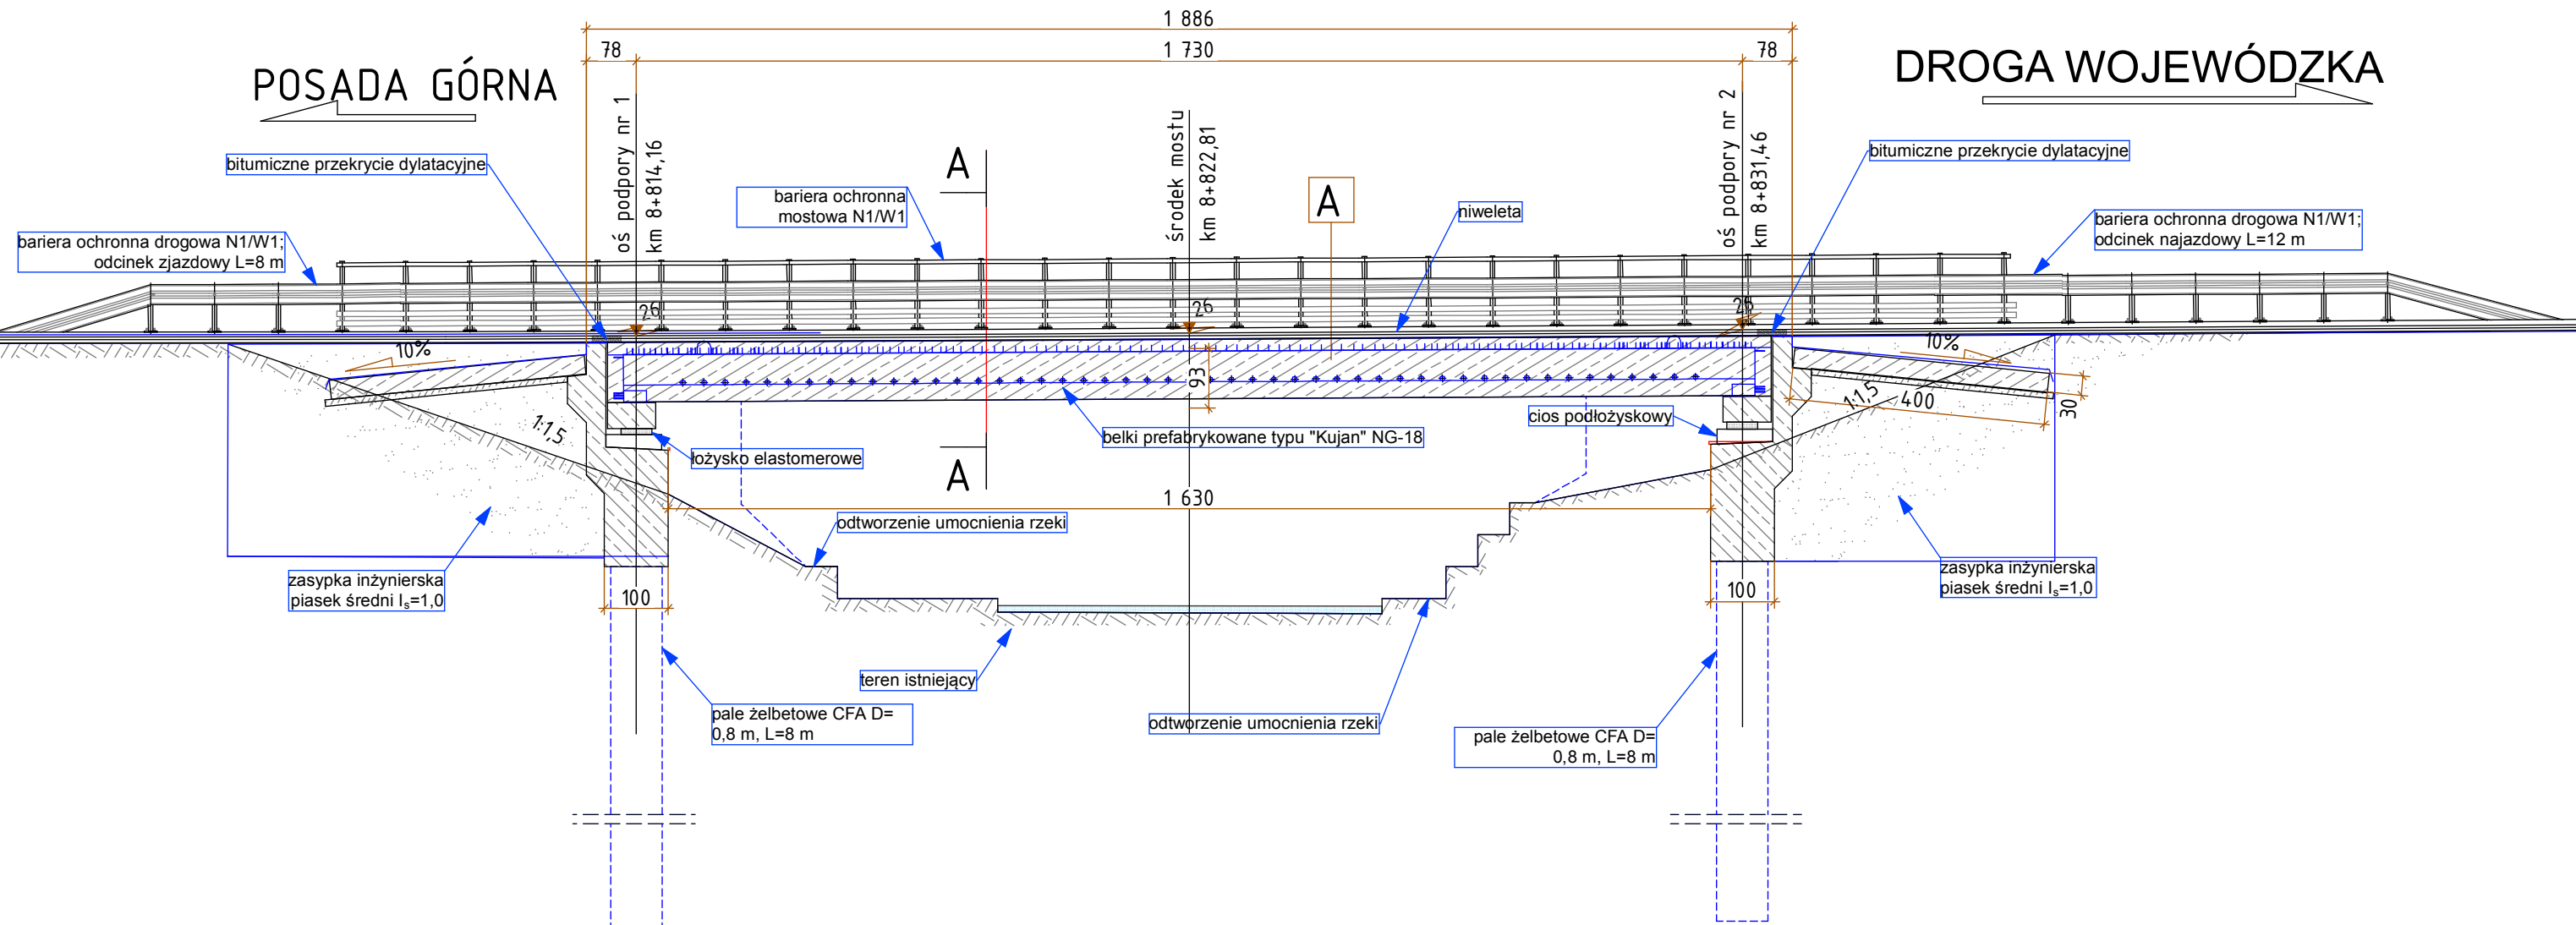 1 886
78
1 730
78
POSADA GÓRNA
DROGA WOJEWÓDZKA
oś podpory nr 1
km 8+814,16
środek mostu
km 8+822,81
oś podpory nr 2
km 8+831,46
bitumiczne przekrycie dylatacyjne
A
bariera ochronna
mostowa N1/W1
A
niweleta
bitumiczne przekrycie dylatacyjne
bariera ochronna drogowa N1/W1;
odcinek zjazdowy L=8 m
bariera ochronna drogowa N1/W1;
odcinek najazdowy L=12 m
26
26
26
10%
10%
93
1:1,5
1:1,5
400
30
cios podłożyskowy
belki prefabrykowane typu "Kujan" NG-18
łożysko elastomerowe
A
1 630
odtworzenie umocnienia rzeki
zasypka inżynierska
piasek średni Iₛ=1,0
zasypka inżynierska
piasek średni Iₛ=1,0
100
100
teren istniejący
pale żelbetowe CFA D=
0,8 m, L=8 m
odtworzenie umocnienia rzeki
pale żelbetowe CFA D=
0,8 m, L=8 m